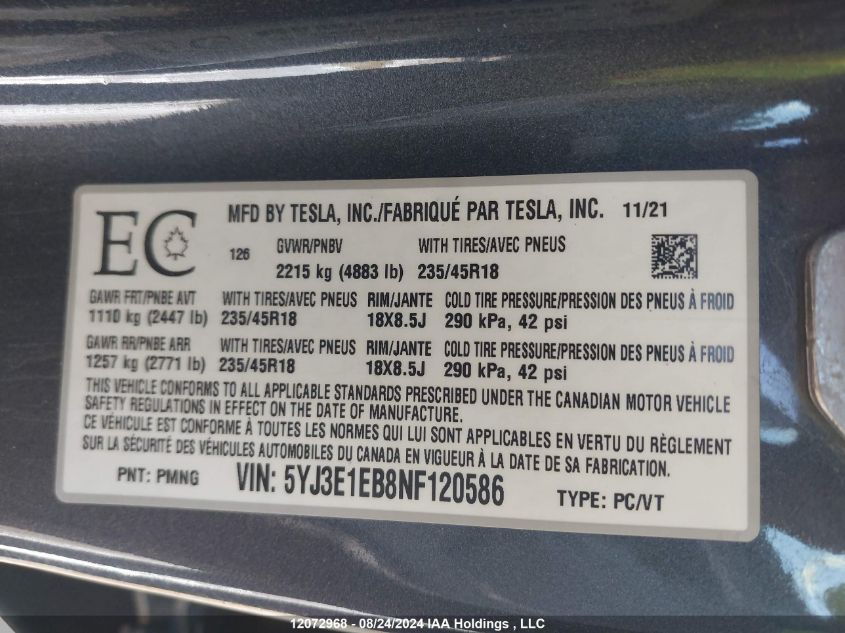 MFD BY TESLA, INC./FABRIQUÉ PAR TESLA, INC. 11/21
EC
126
GVWR/PNBV WITH TIRES/AVEC PNEUS
2215 kg (4883 lb) 235/45R18
GAWR FRT/PNBE AVT WITH TIRES/AVEC PNEUS RIM/JANTE COLD TIRE PRESSURE/PRESSION DES PNEUS À FROID
1110 kg (2447 lb) 235/45R18 18X8.5J 290 kPa, 42 psi
GAWR RR/PNBE ARR WITH TIRES/AVEC PNEUS RIM/JANTE COLD TIRE PRESSURE/PRESSION DES PNEUS À FROID
1257 kg (2771 lb) 235/45R18 18X8.5J 290 kPa, 42 psi
THIS VEHICLE CONFORMS TO ALL APPLICABLE STANDARDS PRESCRIBED UNDER THE CANADIAN MOTOR VEHICLE
SAFETY REGULATIONS IN EFFECT ON THE DATE OF MANUFACTURE.
CE VÉHICULE EST CONFORME À TOUTES LES NORMES QUI LUI SONT APPLICABLES EN VERTU DU RÈGLEMENT
SUR LA SÉCURITÉ DES VÉHICULES AUTOMOBILES DU CANADA EN VIGUEUR À LA DATE DE SA FABRICATION.
PNT: PMNG VIN: 5YJ3E1EB8NF120586 TYPE: PC/VT
12072968 - 08/24/2024 IAA Holdings , LLC